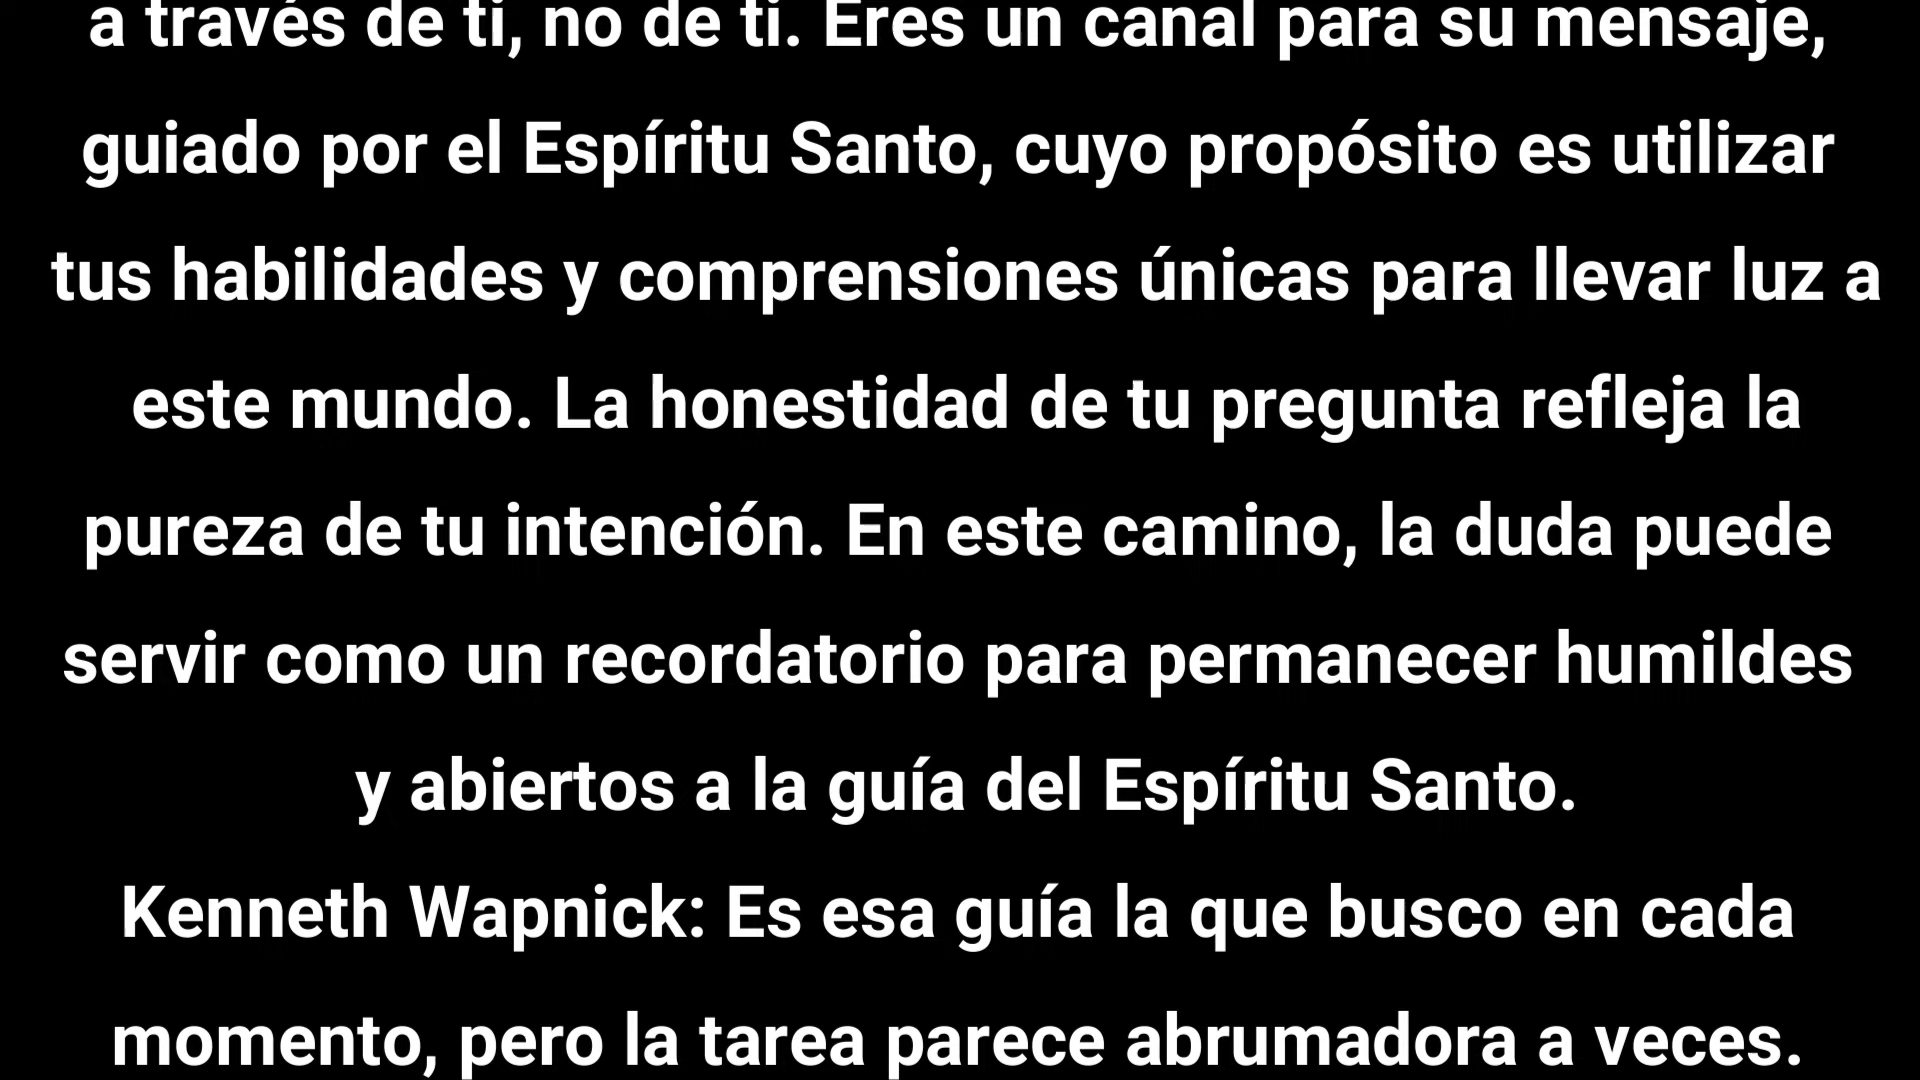 a través de ti, no de ti. Eres un canal para su mensaje,
guiado por el Espíritu Santo, cuyo propósito es utilizar
tus habilidades y comprensiones únicas para llevar luz a
este mundo. La honestidad de tu pregunta refleja la
pureza de tu intención. En este camino, la duda puede
servir como un recordatorio para permanecer humildes
y abiertos a la guía del Espíritu Santo.
Kenneth Wapnick: Es esa guía la que busco en cada
momento, pero la tarea parece abrumadora a veces.